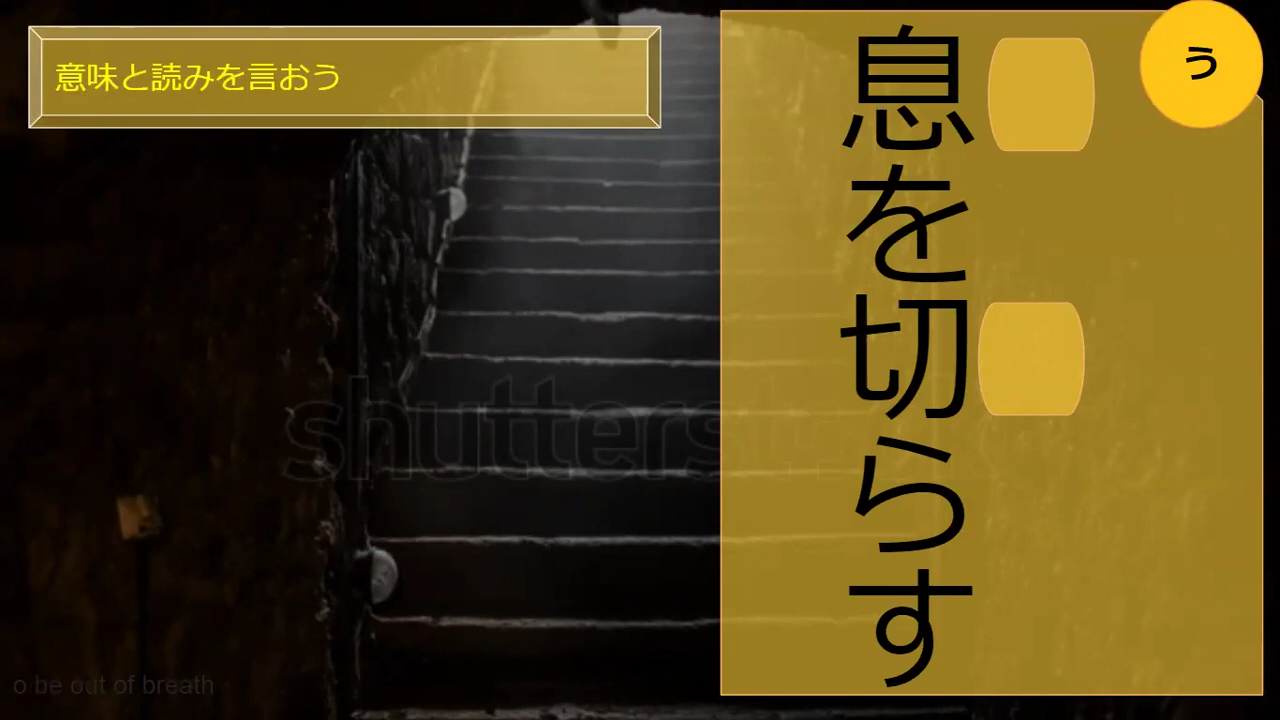 意味と読みを言おう
う
息を切らす
shutterst
o be out of breath